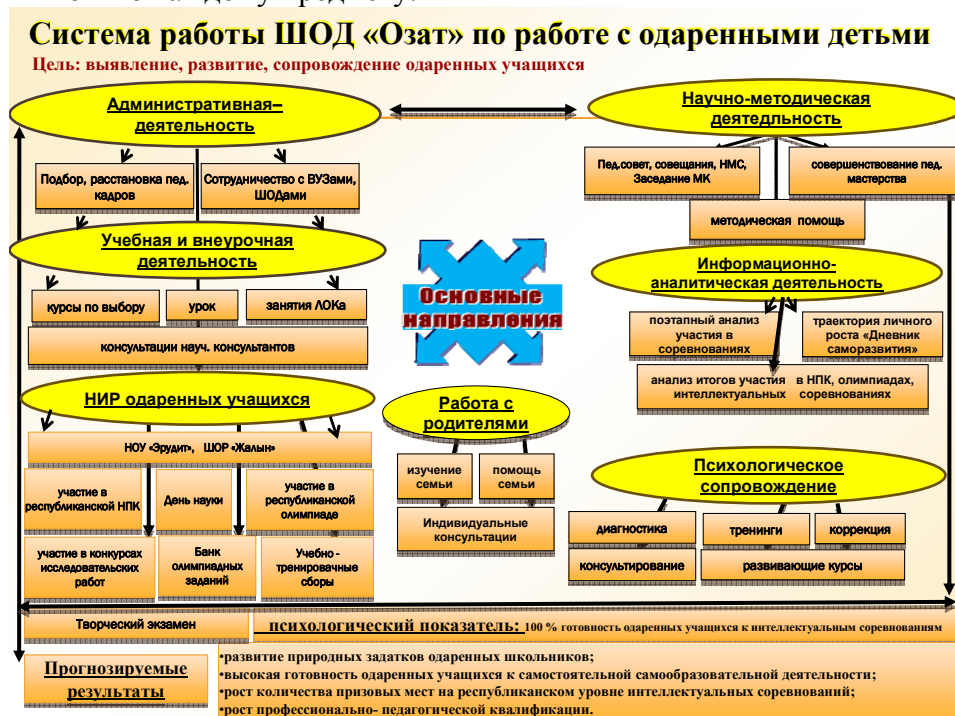 Система работы ШОД «Озат» по работе с одаренными детьми
Цель: выявление, развитие, сопровождение одаренных учащихся
Административная–
деятельность
Научно-методическая
деятедльность
Подбор, расстановка пед.
кадров
Сотрудничество с ВУЗами,
ШОДами
Пед.совет, совещания, НМС,
Заседание МК
совершенствование пед.
мастерства
методическая помощь
Учебная и внеурочная
деятельность
курсы по выбору
урок
занятия ЛОКа
консультации науч. консультантов
Основные
направления
Информационно-
аналитическая деятельность
поэтапный анализ
участия в
соревнованиях
траектория личного
роста «Дневник
саморазвития»
анализ итогов участия в НПК, олимпиадах,
интеллектуальных соревнованиях
НИР одаренных учащихся
НОУ «Эрудит», ШОР «Жалын»
участие в
республиканской НПК
День науки
участие в
республиканской
олимпиаде
участие в конкурсах
исследовательских
работ
Банк
олимпиадных
заданий
Учебно -
тренировачные
сборы
Работа с
родителями
изучение
семьи
помощь
семьи
Индивидуальные
консультации
Психологическое
сопровождение
диагностика
тренинги
коррекция
консультирование
развивающие курсы
Творческий экзамен
психологический показатель: 100 % готовность одаренных учащихся к интеллектуальным соревнованиям
Прогнозируемые
результаты
•развитие природных задатков одаренных школьников;
•высокая готовность одаренных учащихся к самостоятельной самообразовательной деятельности;
•рост количества призовых мест на республиканском уровне интеллектуальных соревнований;
•рост профессионально- педагогической квалификации.